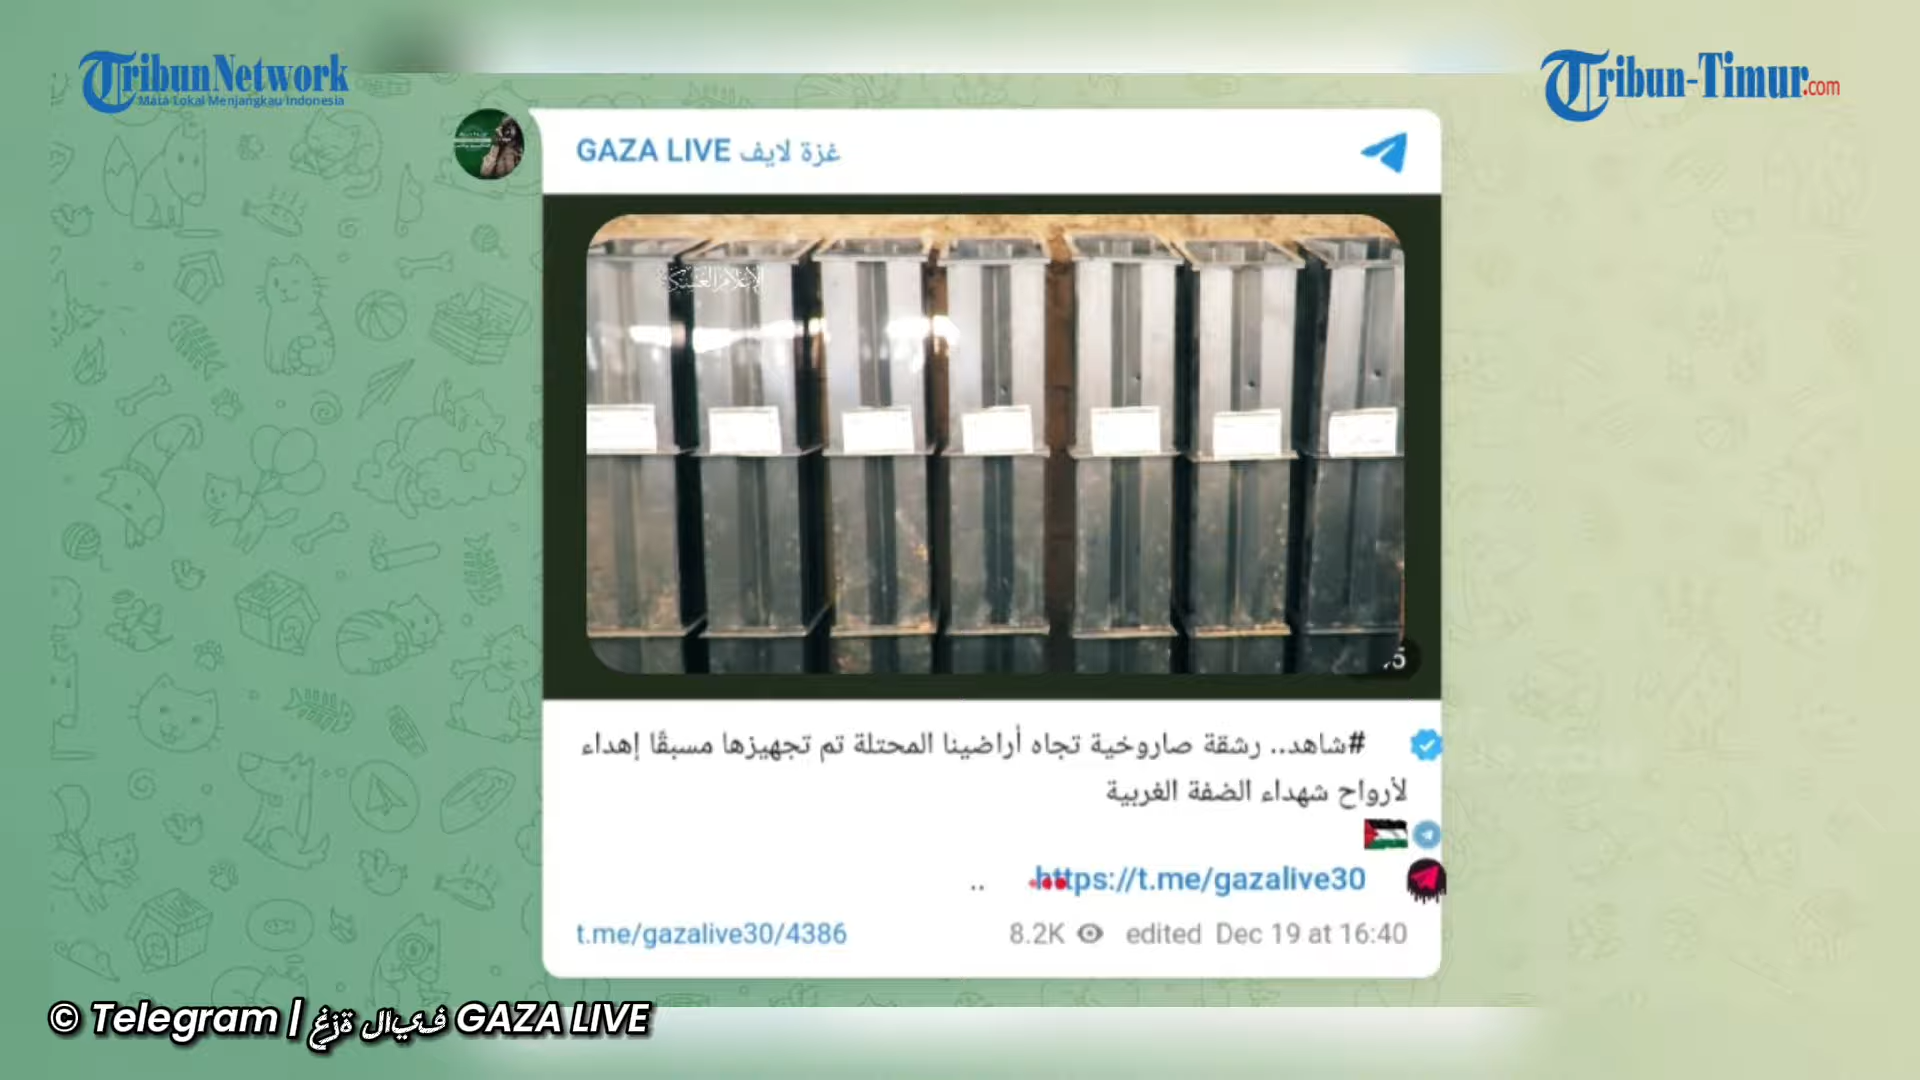 TribunNetwork
Mata Lokal Menjangkau Indonesia
Tribun-Timur.com
GAZA LIVE غزة لايف
الإعلام العسكري
#شاهد.. رشقة صاروخية تجاه أراضينا المحتلة تم تجهيزها مسبقًا إهداء
لأرواح شهداء الضفة الغربية
https://t.me/gazalive30
..
t.me/gazalive30/4386
8.2K edited Dec 19 at 16:40
© Telegram | غزة لايف GAZA LIVE